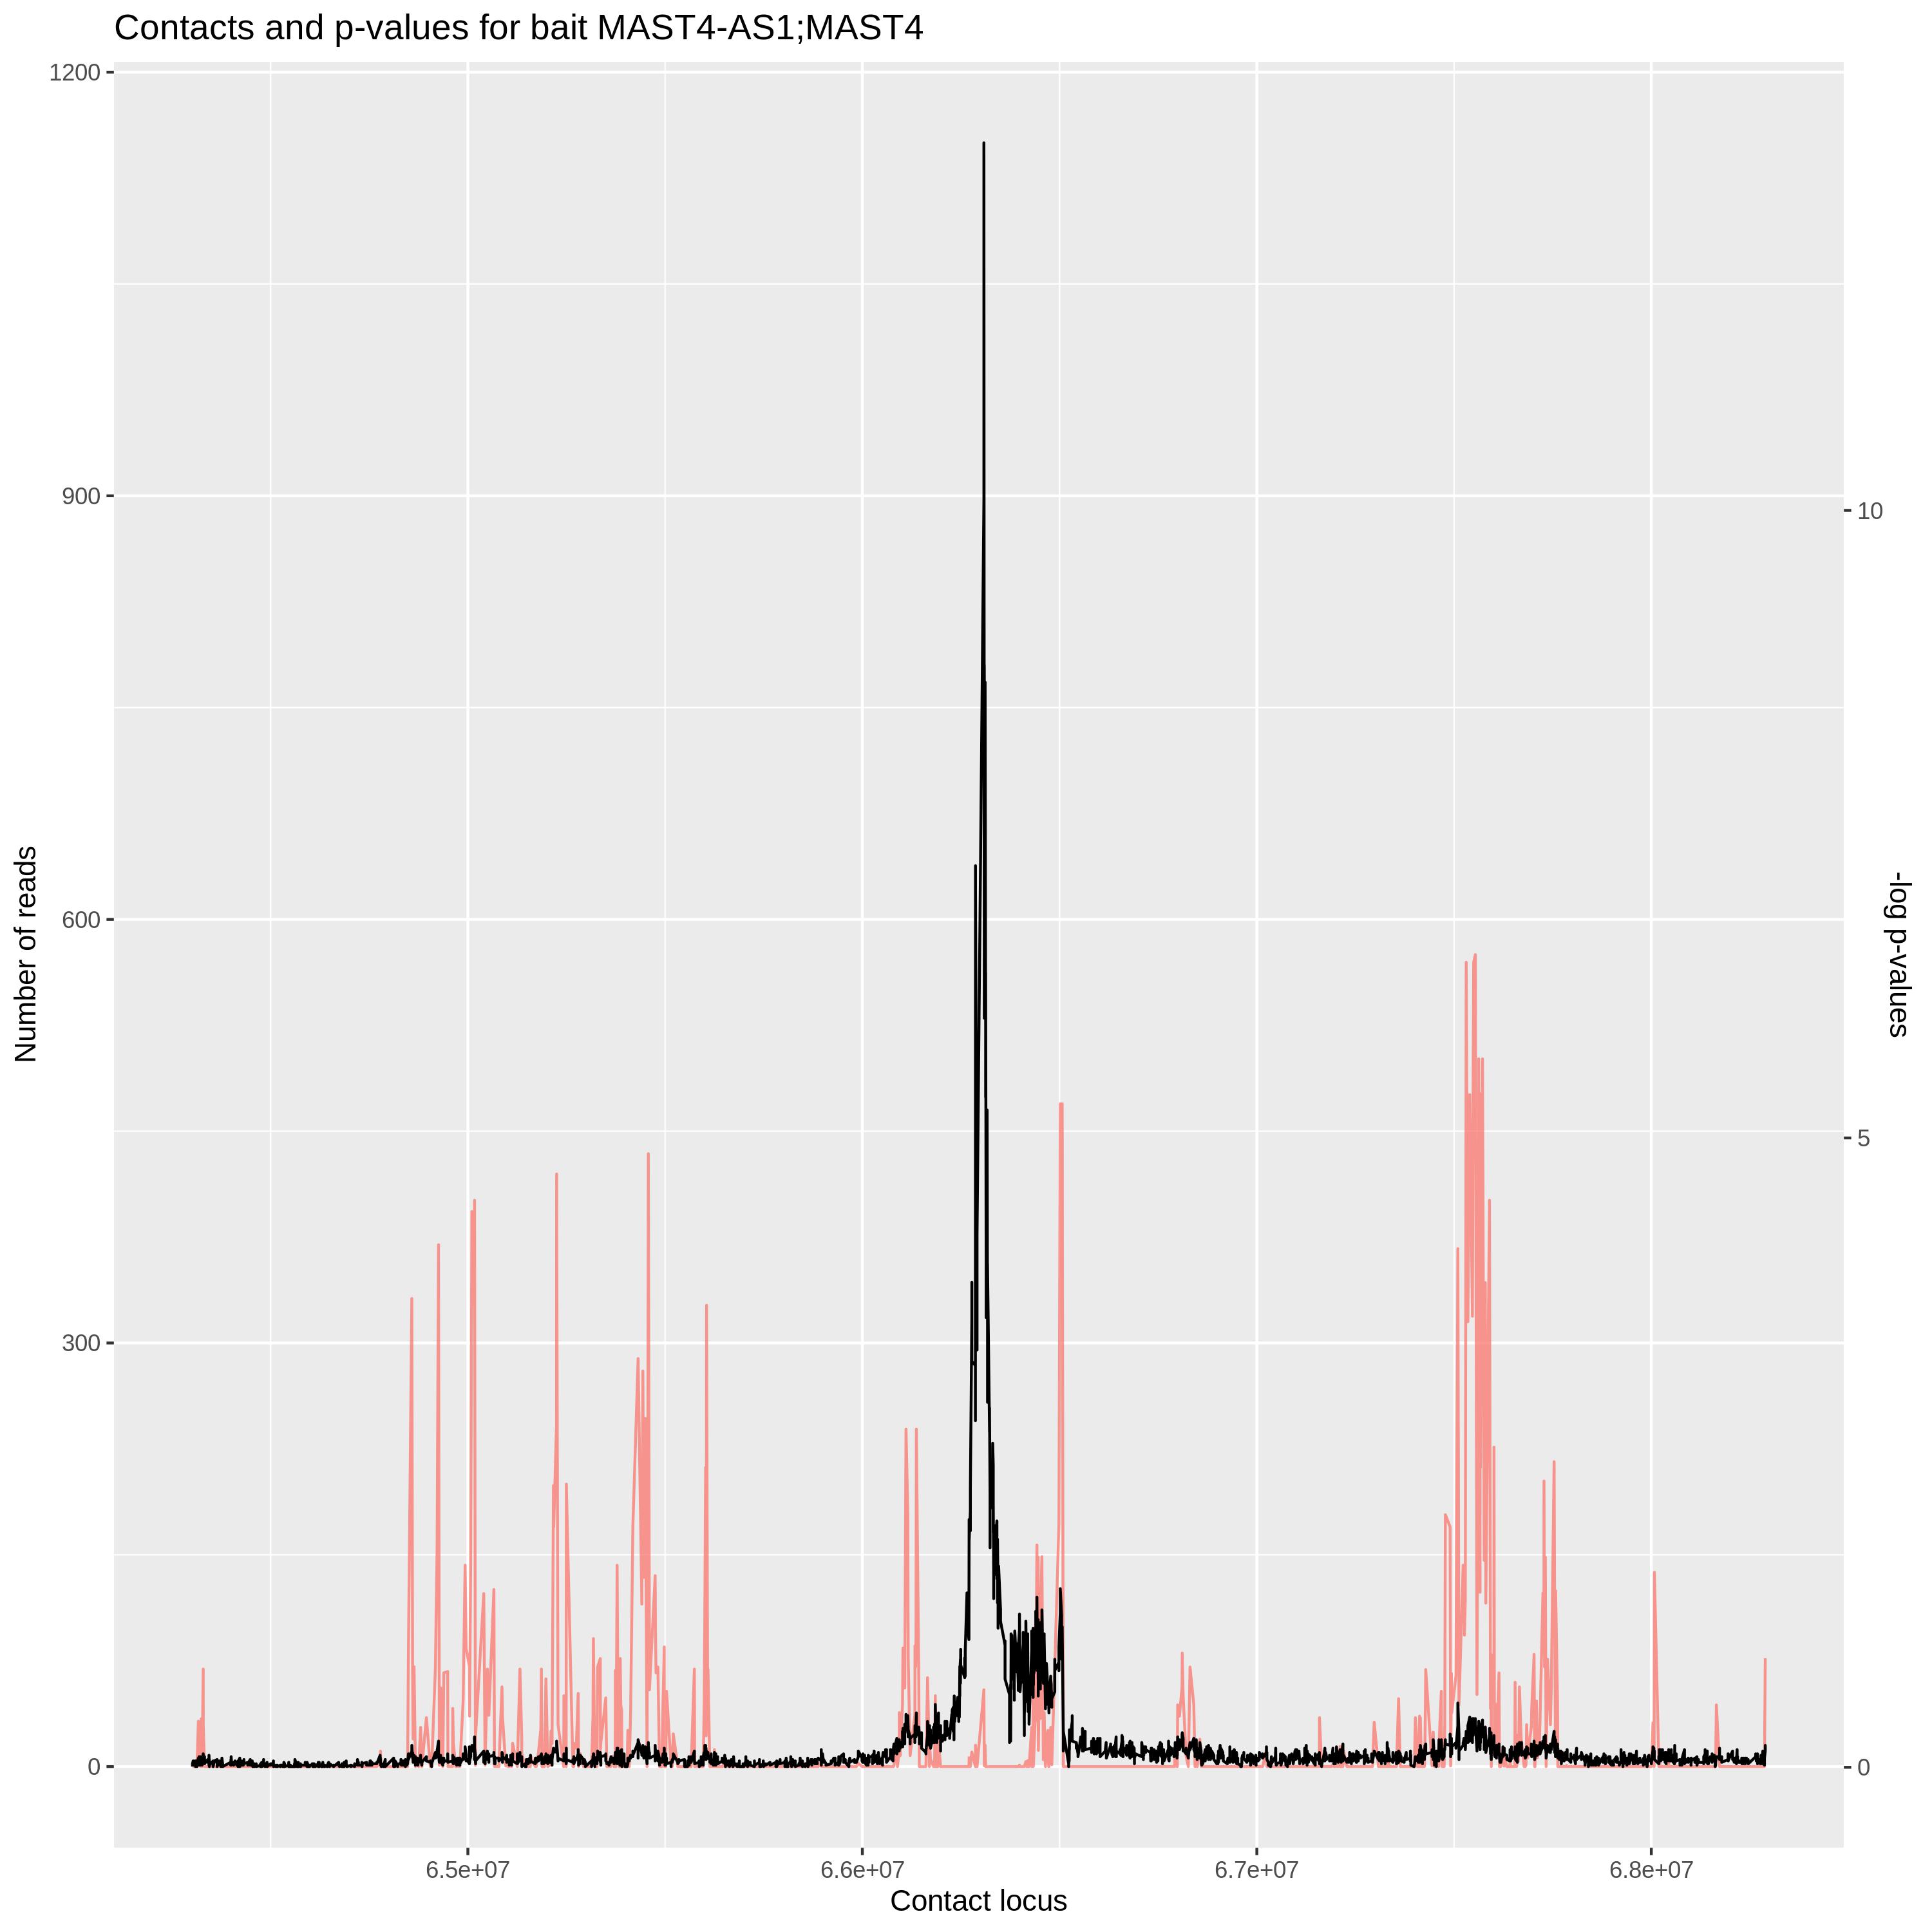 Contacts and p-values for bait MAST4-AS1;MAST4
1200
900
600
300
0
Number of reads
10
5
0
-log p-values
6.5e+07
6.6e+07
6.7e+07
6.8e+07
Contact locus